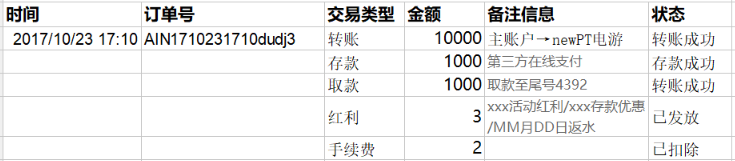 时间 订单号 交易类型 金额 备注信息 状态
2017/10/23 17:10 AIN1710231710dudj3 转账 10000 主账户→newPT电游 转账成功
存款 1000 第三方在线支付 存款成功
取款 1000 取款至尾号4392 转账成功
红利 3 xxx活动红利/xxx存款优惠 已发放
/MM月DD日返水
手续费 2 已扣除